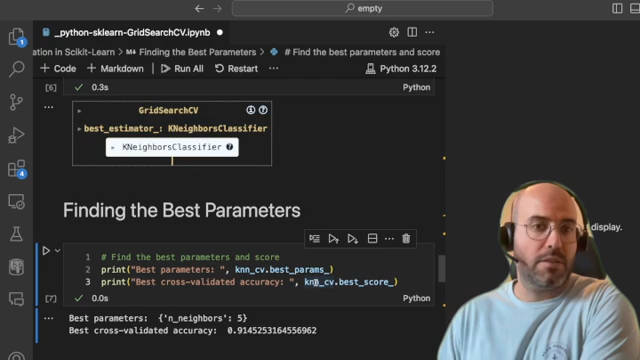 empty
_python-sklearn-GridSearchCV.ipynb
ation in Scikit-Learn > Finding the Best Parameters > # Find the best parameters and score
+ Code + Markdown Run All Restart ... Python 3.12.2
[6] 0.3s Python
GridSearchCV
best_estimator_: KNeighborsClassifier
KNeighborsClassifier
Finding the Best Parameters
1 # Find the best parameters and score
2 print("Best parameters: ", knn_cv.best_params_)
3 print("Best cross-validated accuracy: ", knn_cv.best_score_)
[7] 0.0s Python
Best parameters: {'n_neighbors': 5}
Best cross-validated accuracy: 0.9145253164556962
display.
1
4